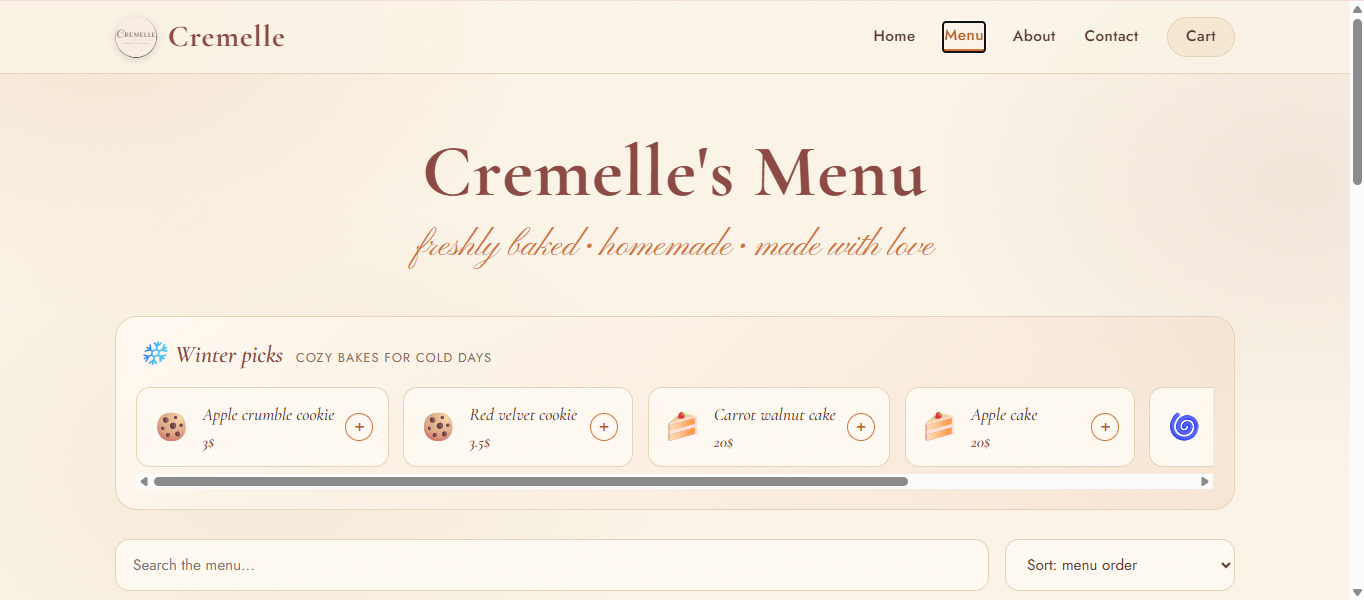 CREMELLE
Cremelle
Home
Menu
About
Contact
Cart
Cremelle's Menu
freshly baked • homemade • made with love
Winter picks COZY BAKES FOR COLD DAYS
Apple crumble cookie
3$
+
Red velvet cookie
3.5$
+
Carrot walnut cake
20$
+
Apple cake
20$
+
Search the menu...
Sort: menu order